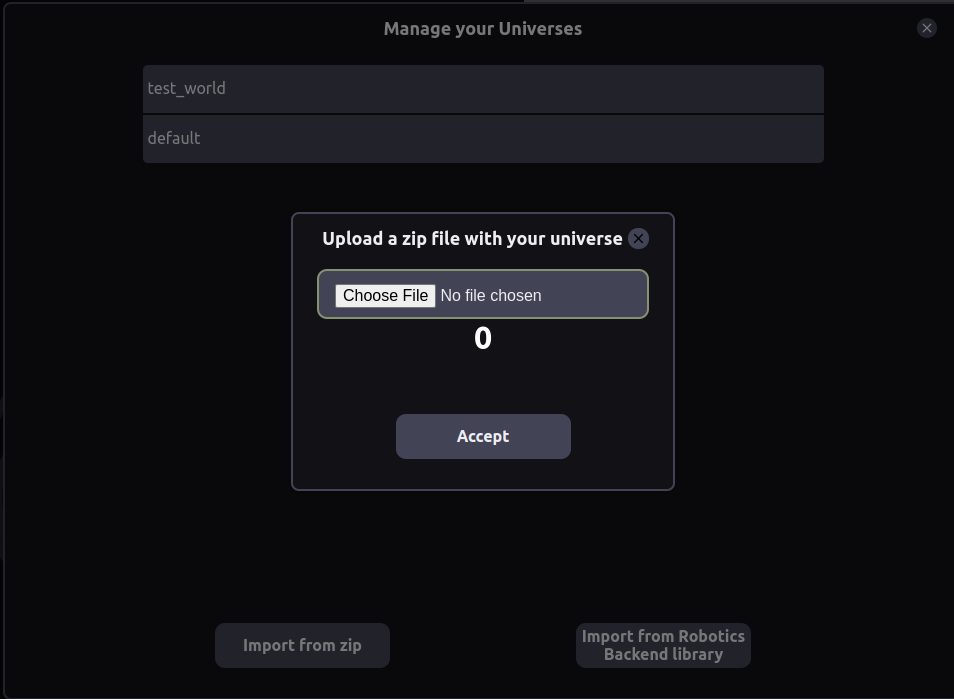 Manage your Universes
test_world
default
Upload a zip file with your universe
Choose File No file chosen
0
Accept
Import from zip
Import from Robotics
Backend library